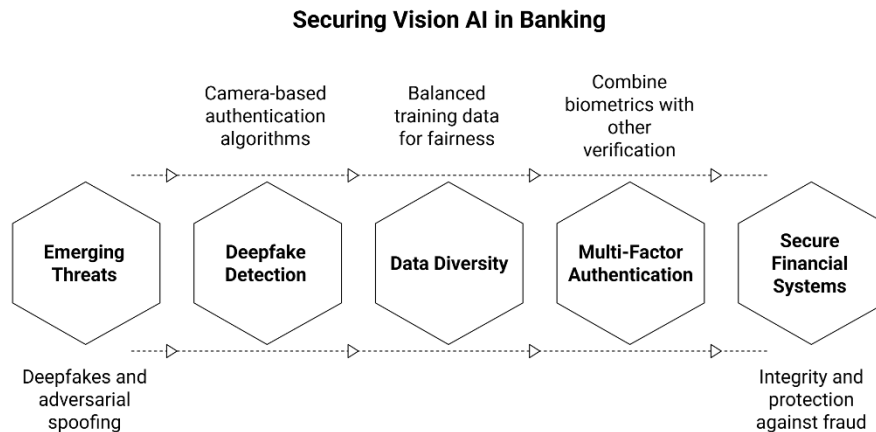 Securing Vision AI in Banking
Camera-based
authentication
algorithms
Balanced
training data
for fairness
Combine
biometrics with
other
verification
Emerging
Threats
Deepfake
Detection
Data Diversity
Multi-Factor
Authentication
Secure
Financial
Systems
Deepfakes and
adversarial
spoofing
Integrity and
protection
against fraud